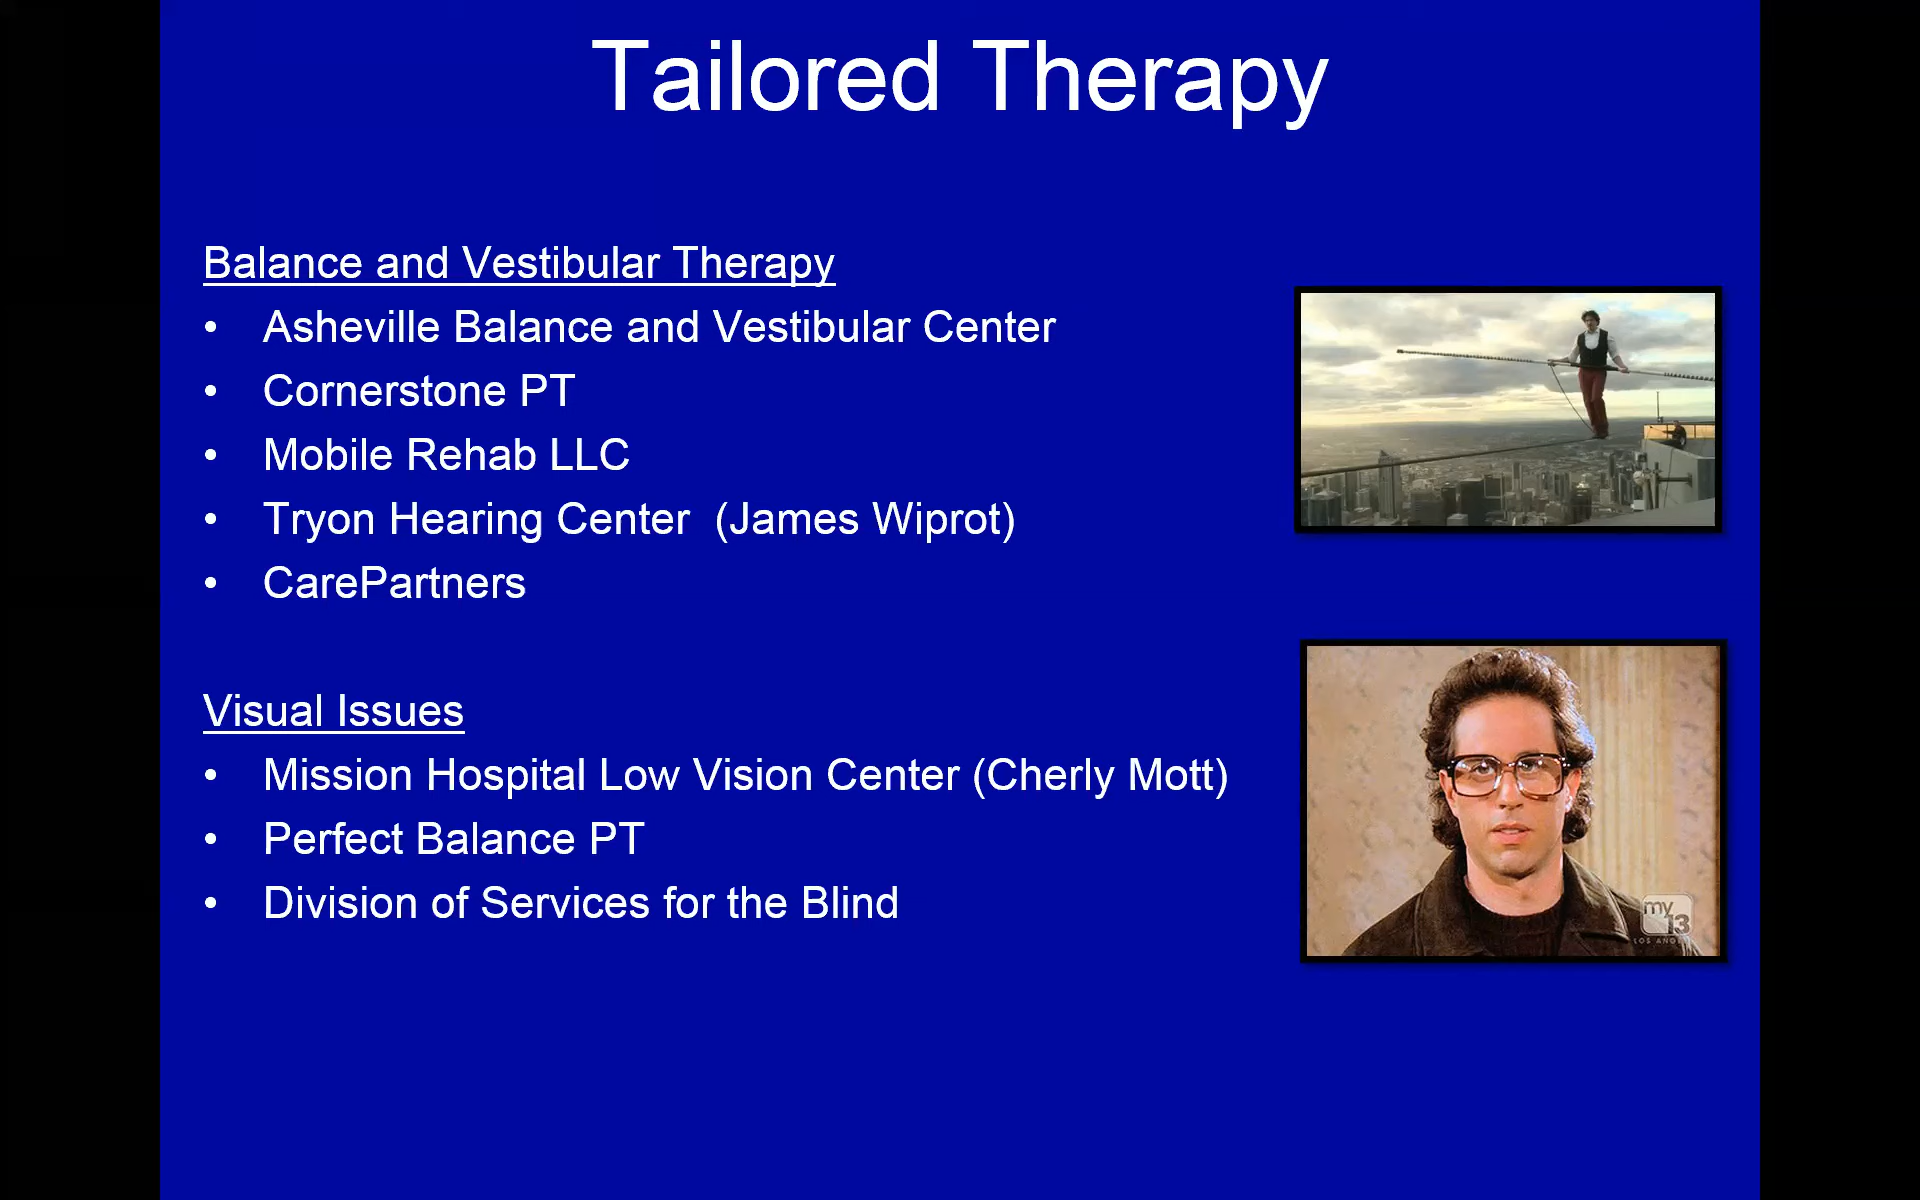 Tailored Therapy
Balance and Vestibular Therapy
• Asheville Balance and Vestibular Center
• Cornerstone PT
• Mobile Rehab LLC
• Tryon Hearing Center  (James Wiprot)
• CarePartners
Visual Issues
• Mission Hospital Low Vision Center (Cherly Mott)
• Perfect Balance PT
• Division of Services for the Blind
my
13